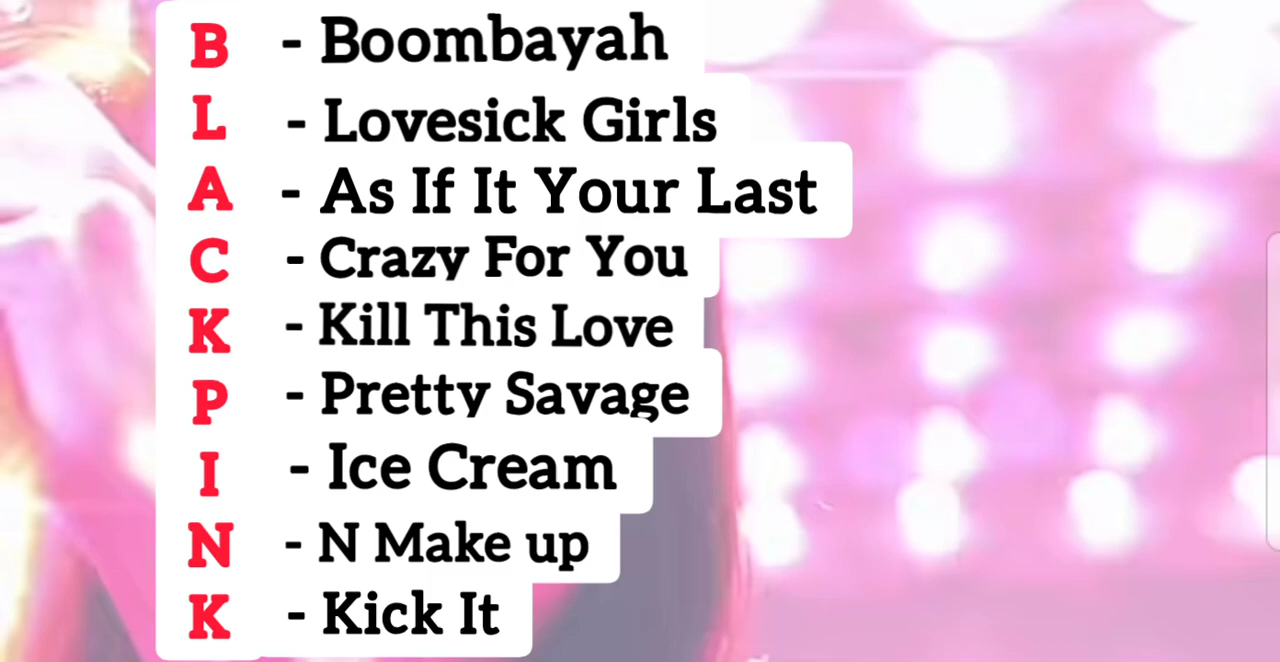 B - Boombayah
L - Lovesick Girls
A - As If It Your Last
C - Crazy For You
K - Kill This Love
P - Pretty Savage
I - Ice Cream
N - N Make up
K - Kick It